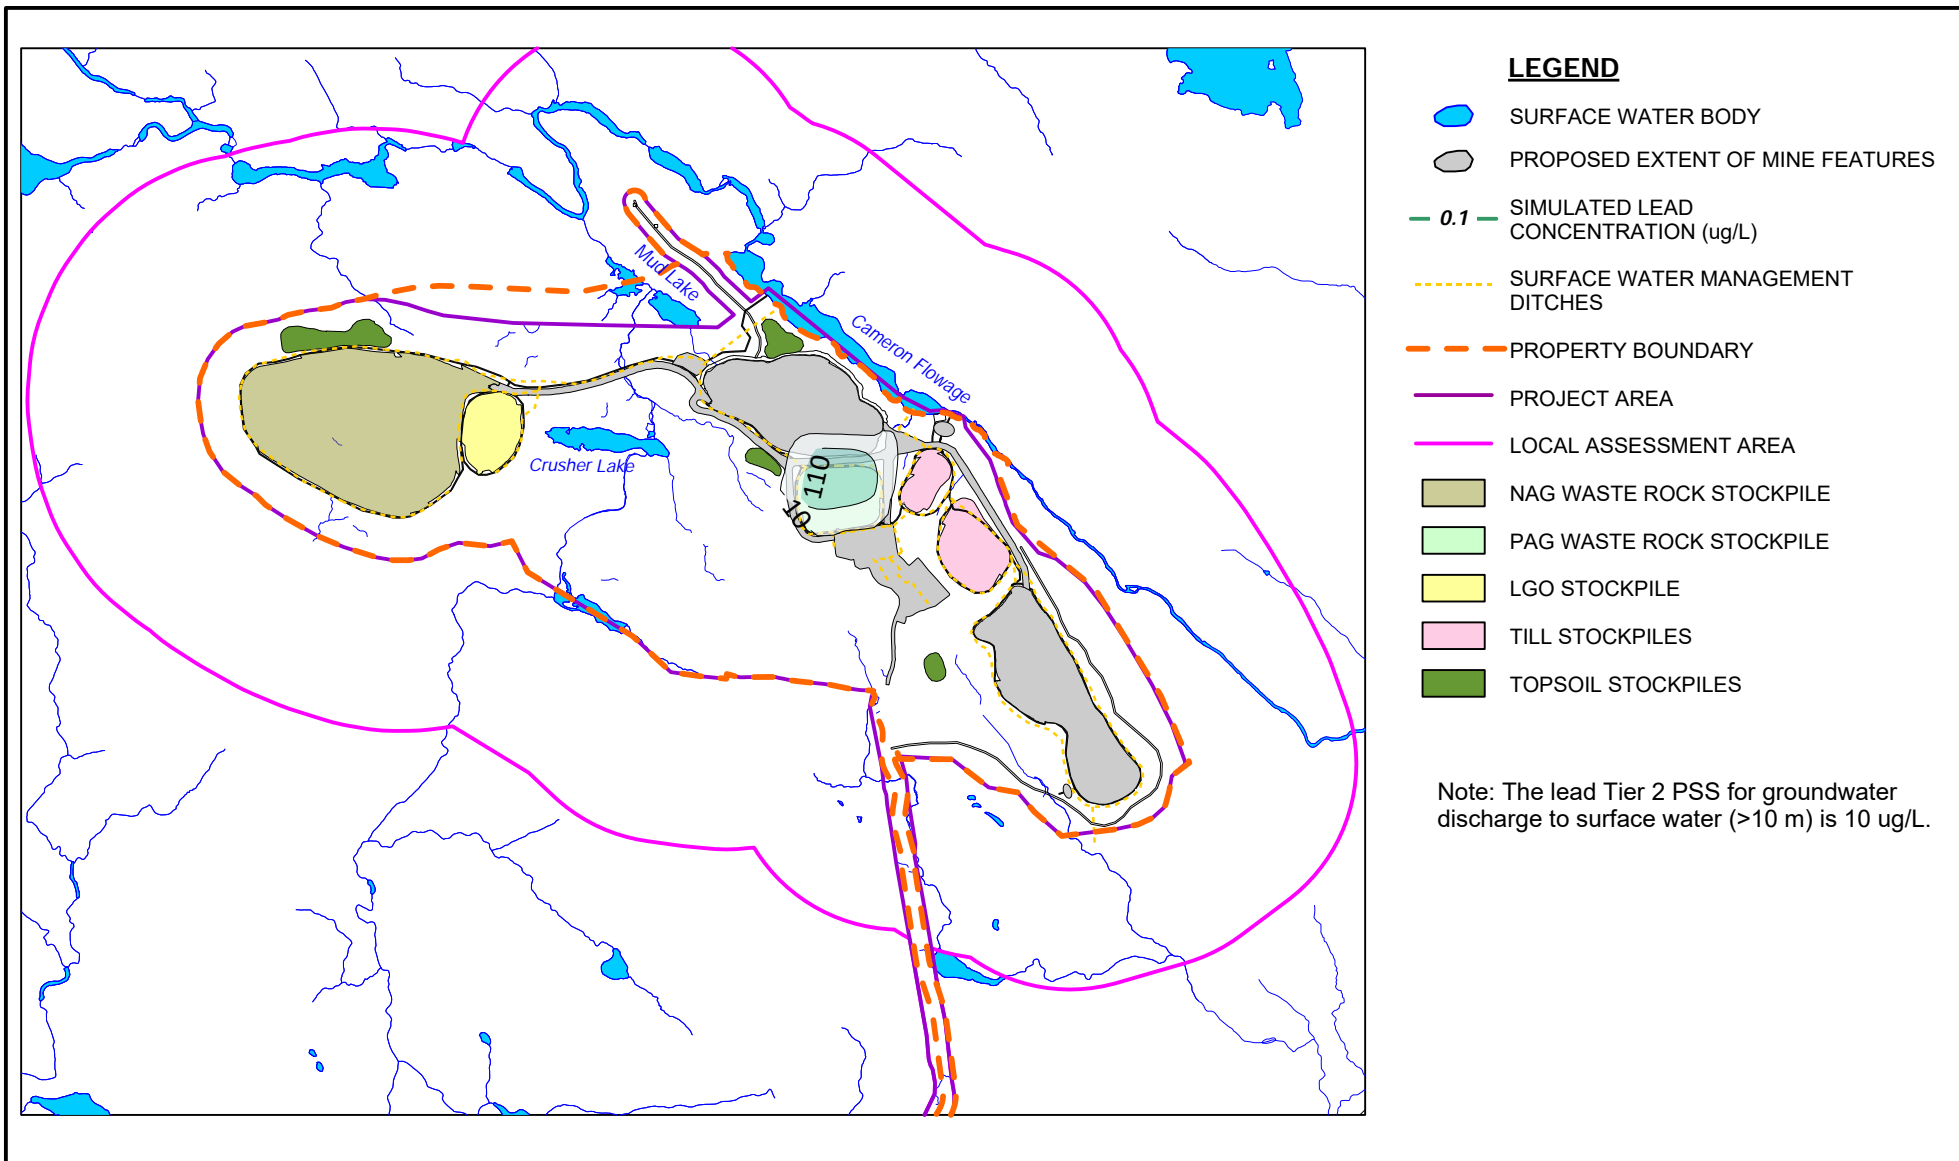 LEGEND
SURFACE WATER BODY
PROPOSED EXTENT OF MINE FEATURES
0.1
SIMULATED LEAD
CONCENTRATION (ug/L)
SURFACE WATER MANAGEMENT
DITCHES
PROPERTY BOUNDARY
PROJECT AREA
LOCAL ASSESSMENT AREA
NAG WASTE ROCK STOCKPILE
PAG WASTE ROCK STOCKPILE
LGO STOCKPILE
TILL STOCKPILES
TOPSOIL STOCKPILES
Note: The lead Tier 2 PSS for groundwater
discharge to surface water (>10 m) is 10 ug/L.
Mud Lake
Cameron Flowage
Crusher Lake
110
10